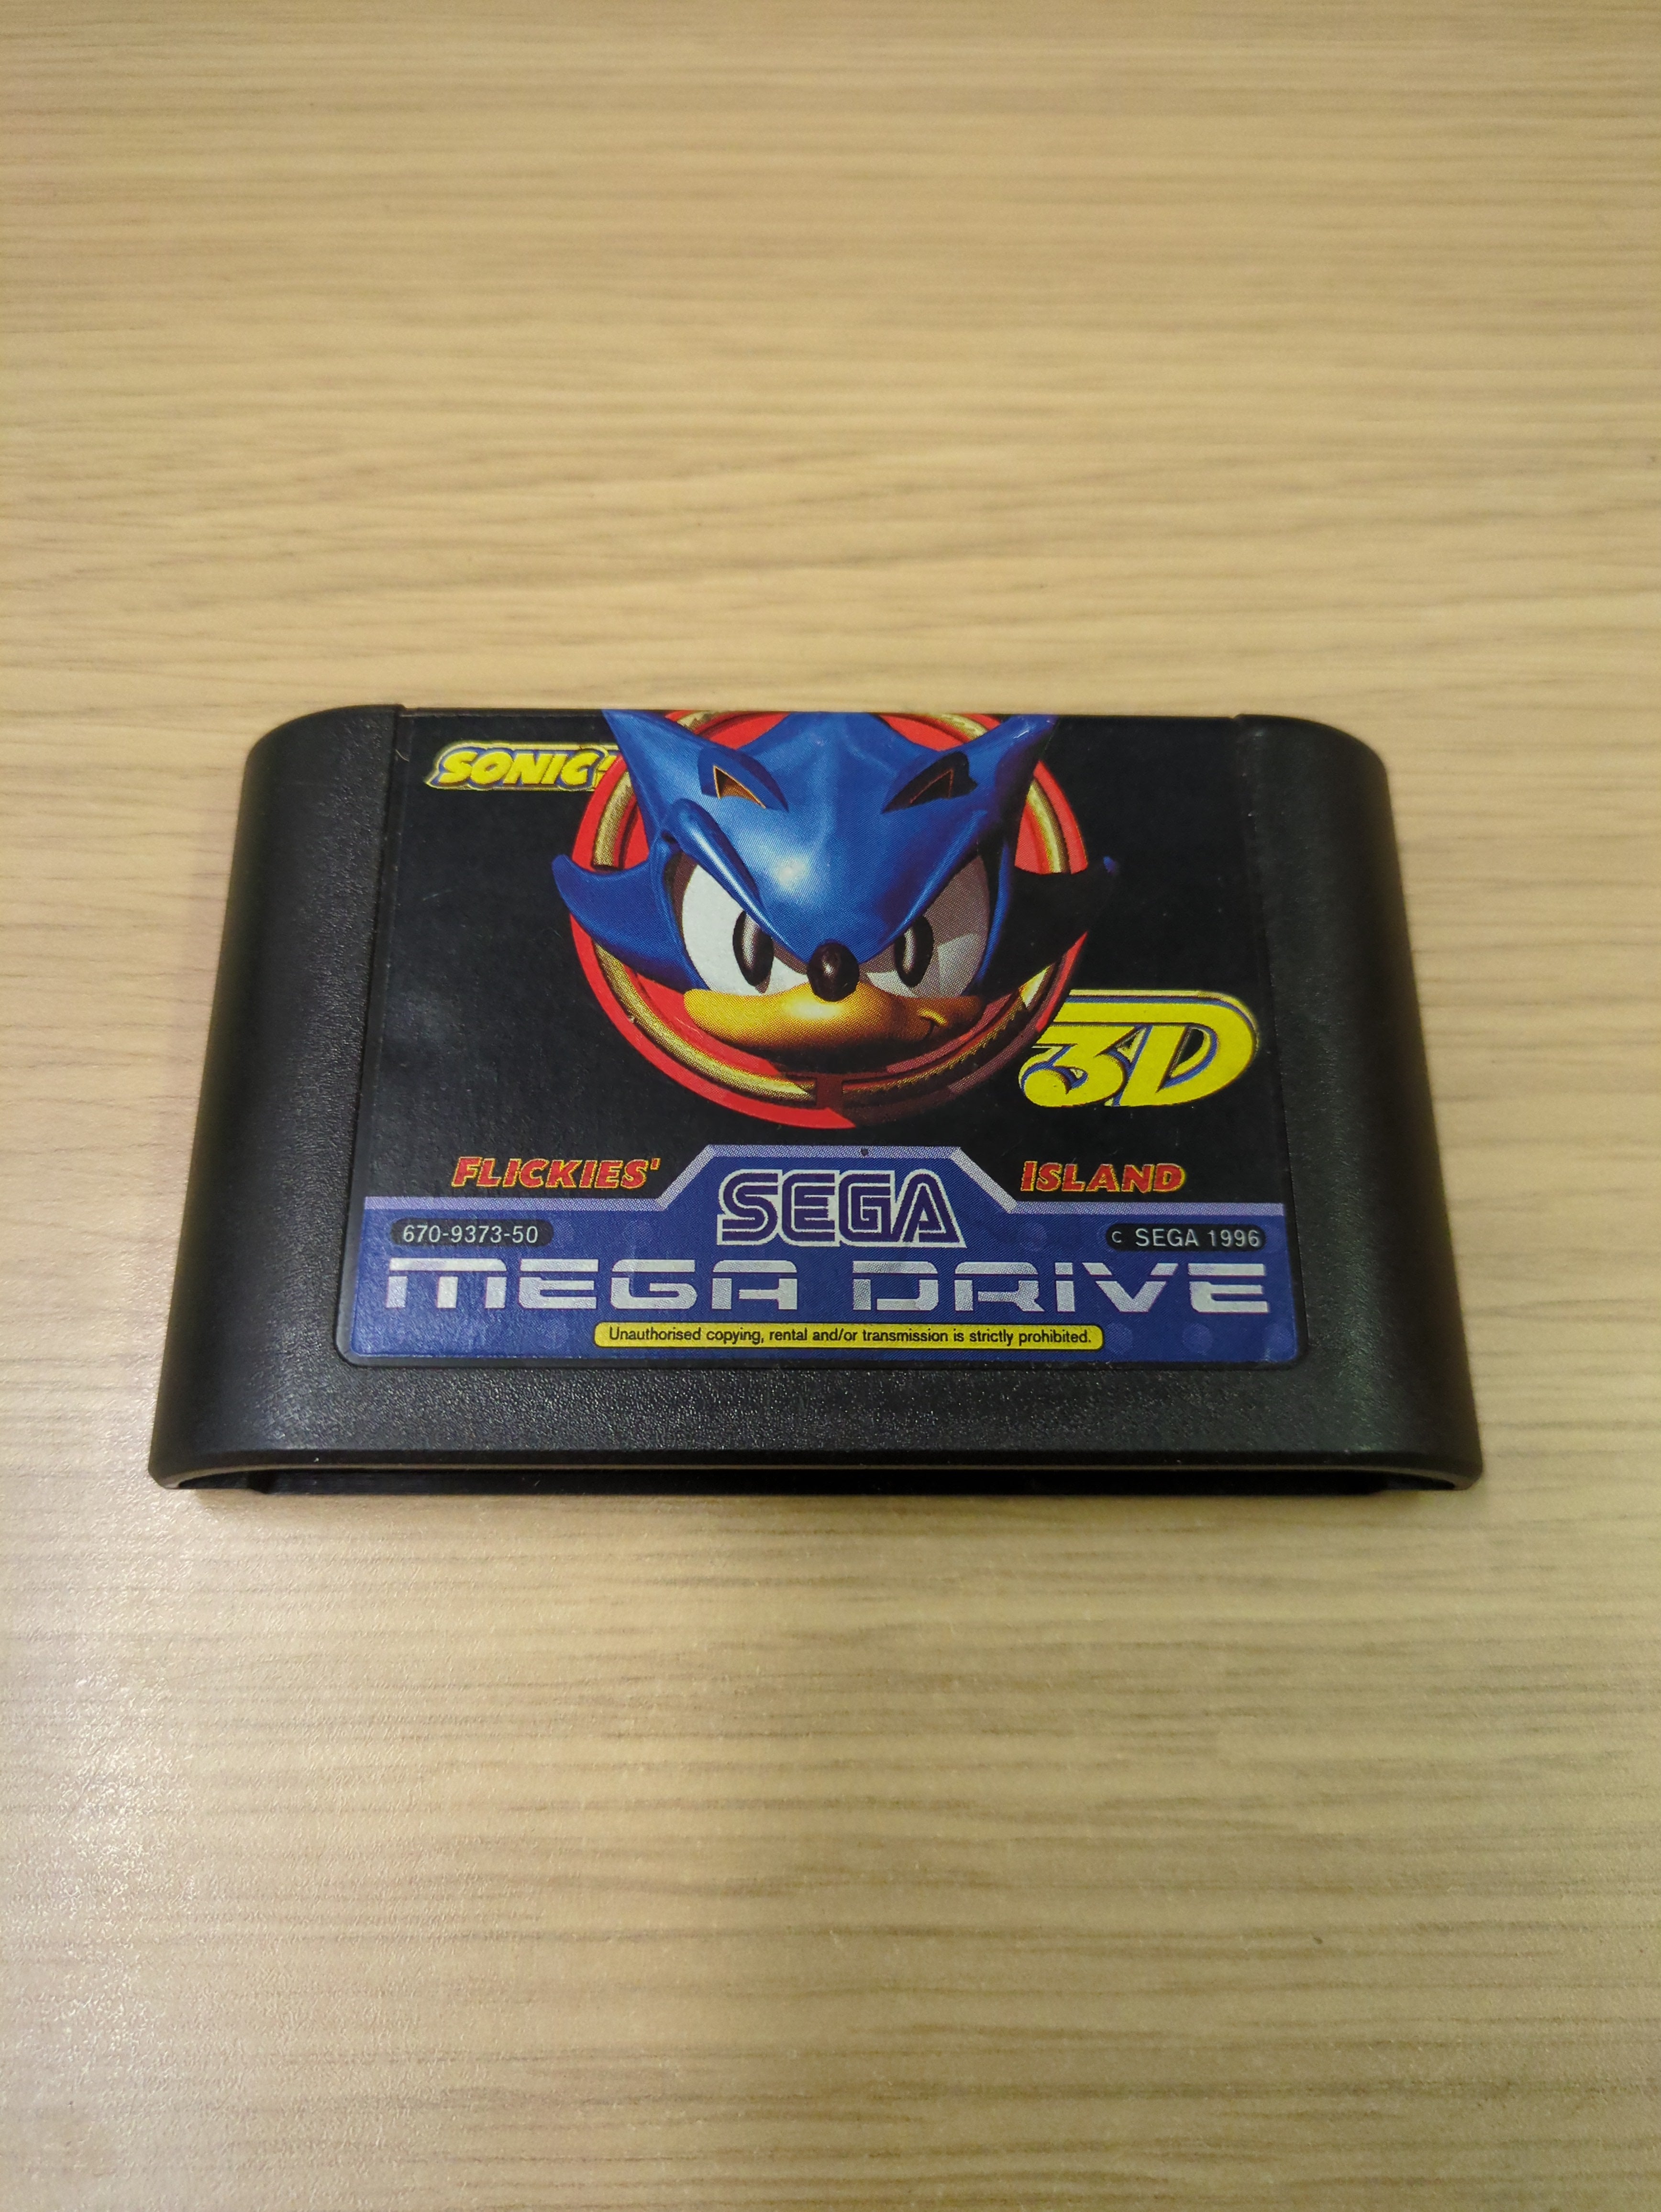 SONIC
3D
FLICKIES' ISLAND
SEGA
670-9373-50
C SEGA 1996
MEGA DRIVE
Unauthorised copying, rental and/or transmission is strictly prohibited.